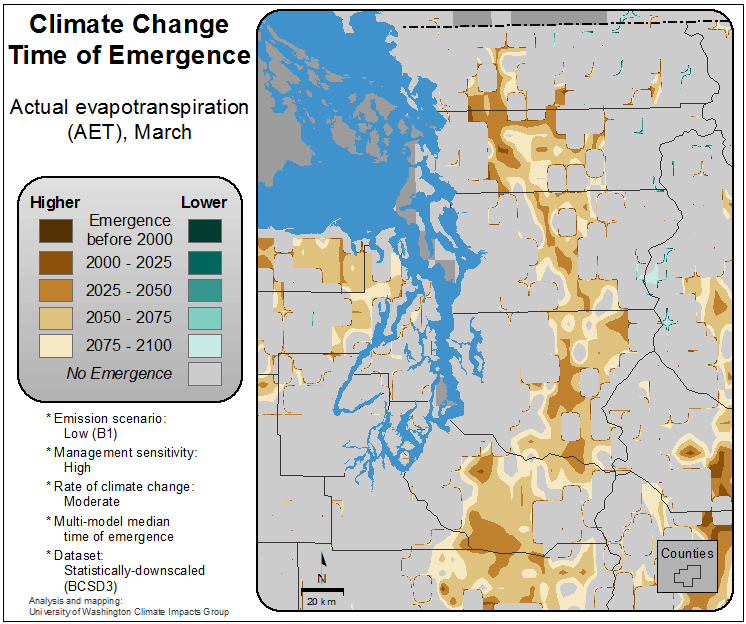 Climate Change
Time of Emergence
Actual evapotranspiration
(AET), March
Higher Lower
Emergence
before 2000
2000 - 2025
2025 - 2050
2050 - 2075
2075 - 2100
No Emergence
* Emission scenario:
Low (B1)
* Management sensitivity:
High
* Rate of climate change:
Moderate
* Multi-model median
time of emergence
* Dataset:
Statistically-downscaled
(BCSD3)
Analysis and mapping:
University of Washington Climate Impacts Group
N
20 km
Counties